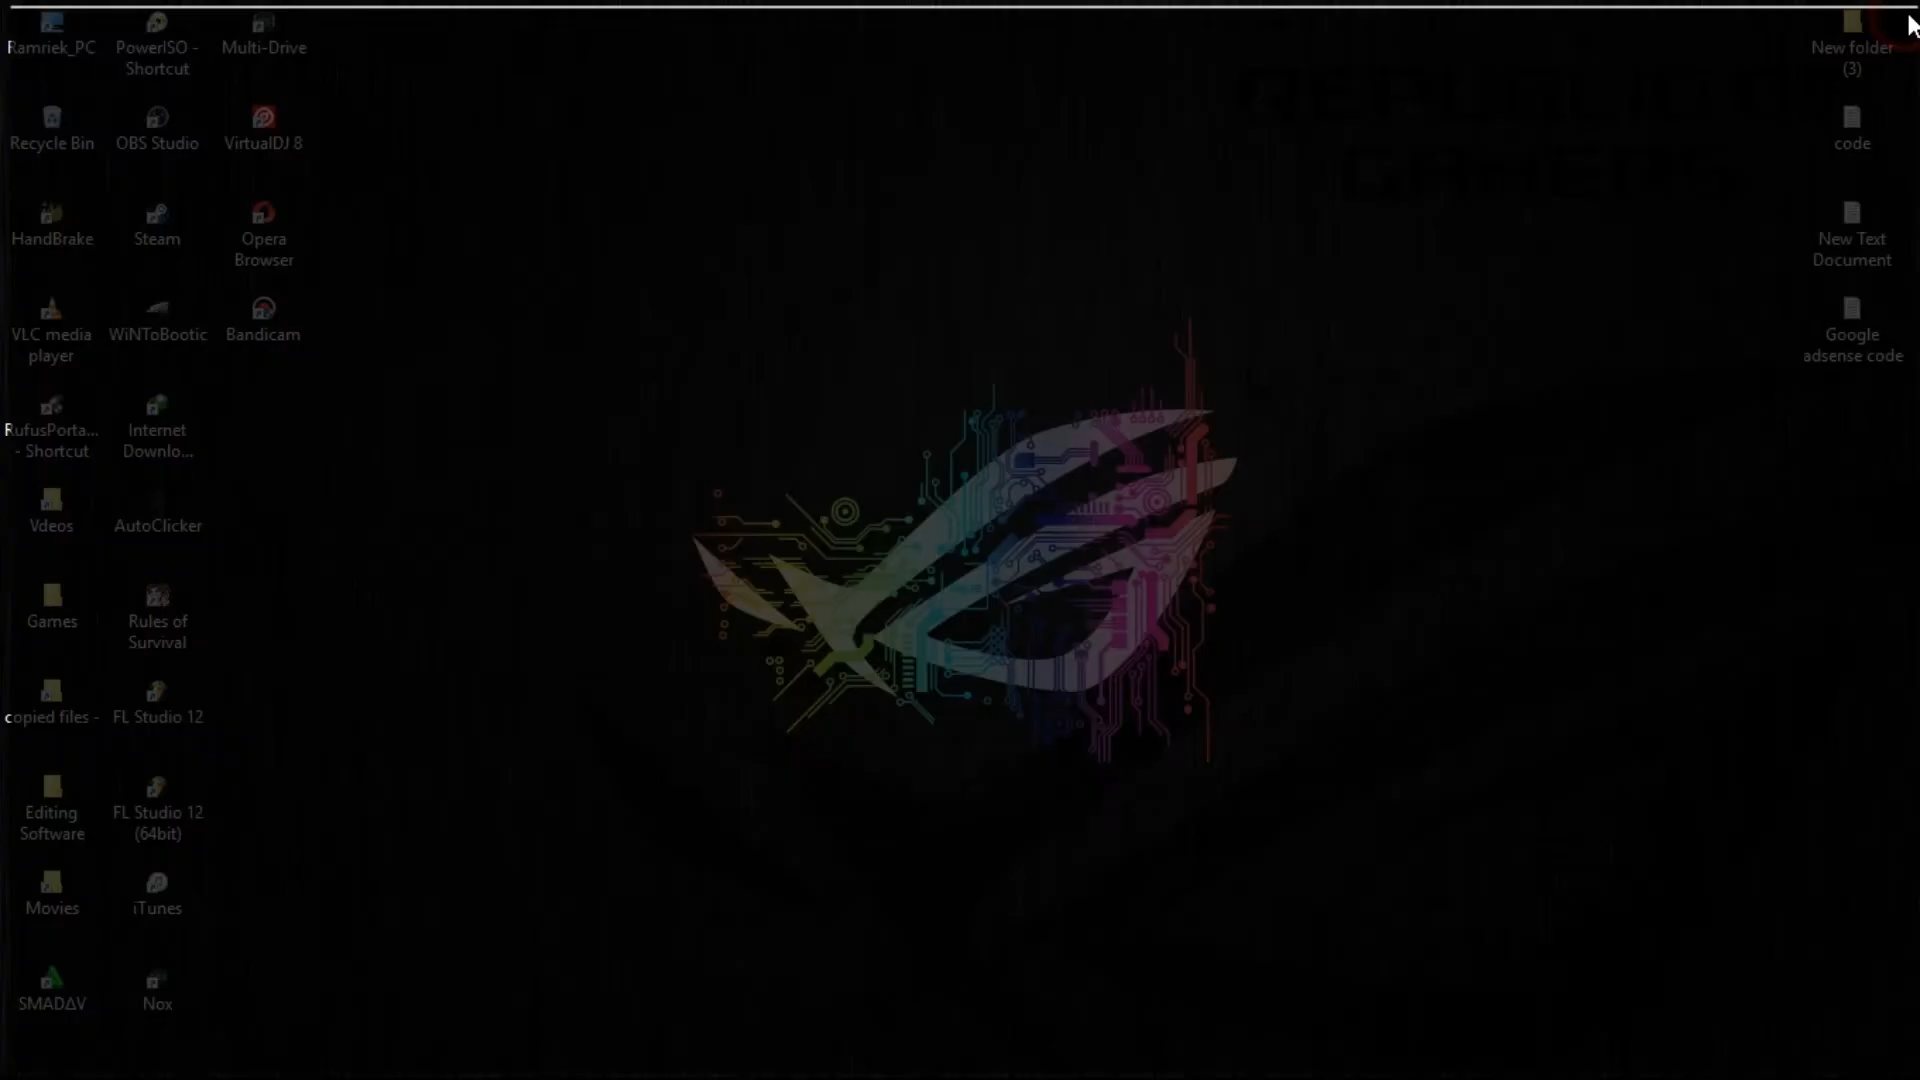 Ramriek_PC
PowerISO -
Shortcut
Multi-Drive
Recycle Bin
OBS Studio
VirtualDJ 8
HandBrake
Steam
Opera
Browser
VLC media
player
WiNToBootic
Bandicam
RufusPorta...
- Shortcut
Internet
Downlo...
Vdeos
AutoClicker
Games
Rules of
Survival
copied files -
FL Studio 12
Editing
Software
FL Studio 12
(64bit)
Movies
iTunes
SMADΔV
Nox
New folder
(3)
code
New Text
Document
Google
adsense code